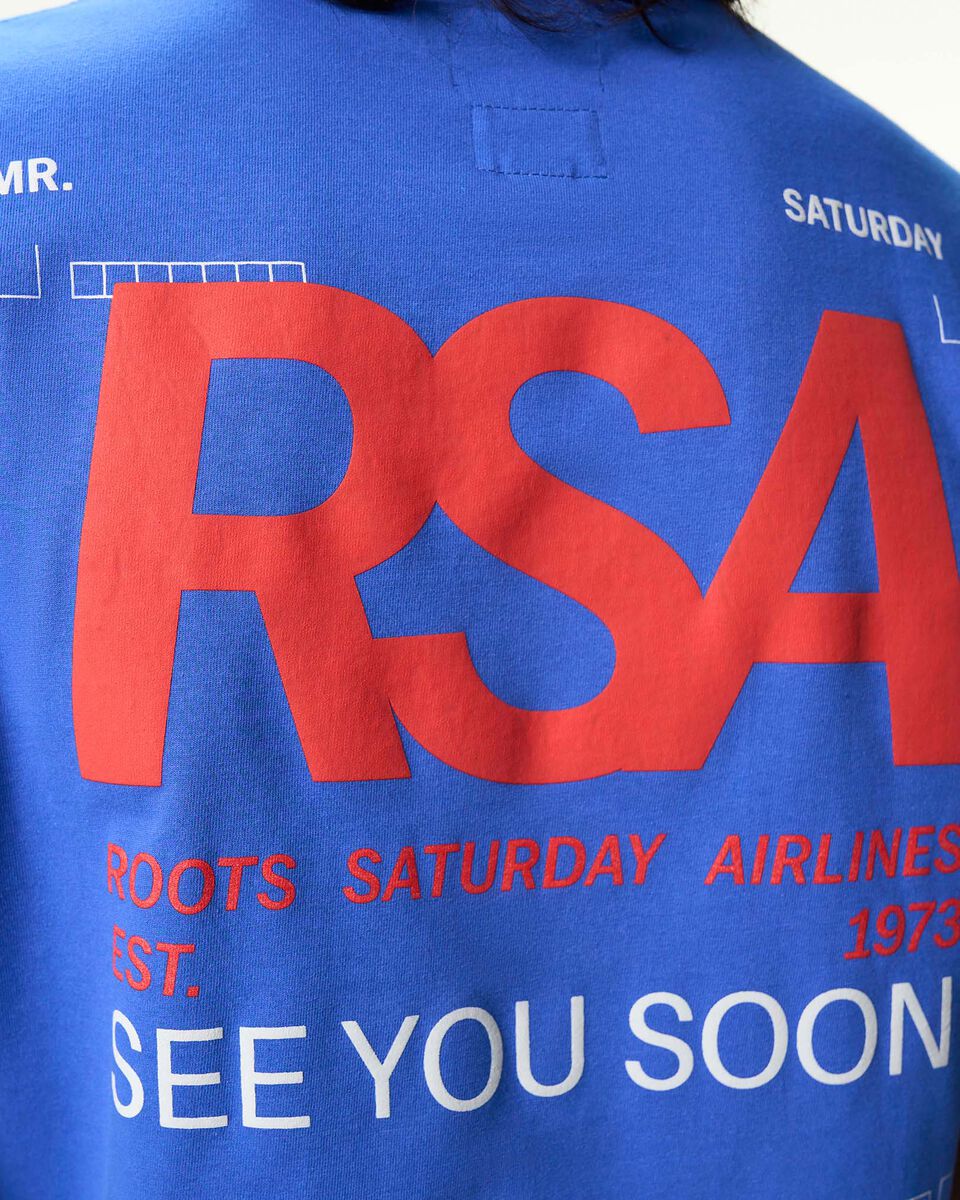 MR. SATURDAY
RSA
ROOTS SATURDAY AIRLINES
EST. 1973
SEE YOU SOON